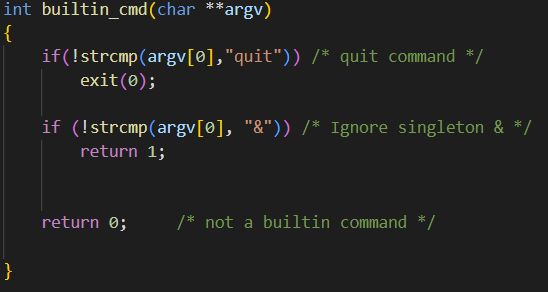 int builtin_cmd(char **argv)
{
if(!strcmp(argv[0],"quit")) /* quit command */
exit(0);
if (!strcmp(argv[0], "&")) /* Ignore singleton & */
return 1;
return 0; /* not a builtin command */
}